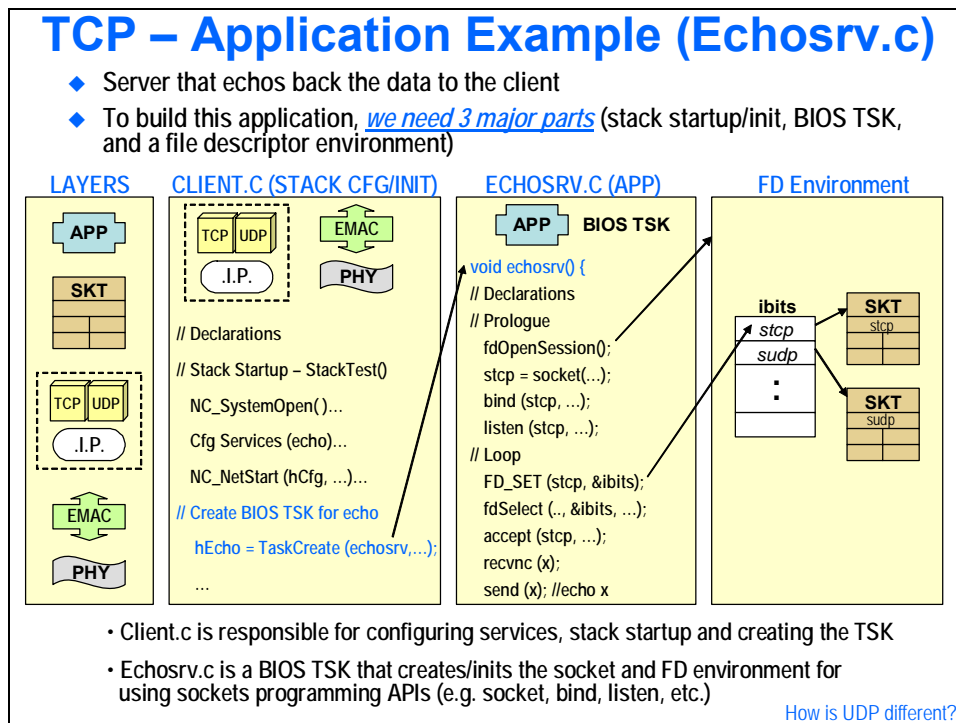 TCP – Application Example (Echosrv.c)
◆ Server that echos back the data to the client
◆ To build this application, we need 3 major parts (stack startup/init, BIOS TSK,
and a file descriptor environment)
LAYERS
APP
SKT
TCP UDP
.I.P.
EMAC
PHY
CLIENT.C (STACK CFG/INIT)
TCP UDP
.I.P.
EMAC
PHY
// Declarations
// Stack Startup – StackTest()
NC_SystemOpen( )…
Cfg Services (echo)…
NC_NetStart (hCfg, …)…
// Create BIOS TSK for echo
hEcho = TaskCreate (echosrv,…);
…
ECHOSRV.C (APP)
APP BIOS TSK
void echosrv() {
// Declarations
// Prologue
fdOpenSession();
stcp = socket(…);
bind (stcp, …);
listen (stcp, …);
// Loop
FD_SET (stcp, &ibits);
fdSelect (.., &ibits, …);
accept (stcp, …);
recvnc (x);
send (x); //echo x
FD Environment
ibits
stcp
sudp
:
SKT
stcp
SKT
sudp
• Client.c is responsible for configuring services, stack startup and creating the TSK
• Echosrv.c is a BIOS TSK that creates/inits the socket and FD environment for
using sockets programming APIs (e.g. socket, bind, listen, etc.)
How is UDP different?